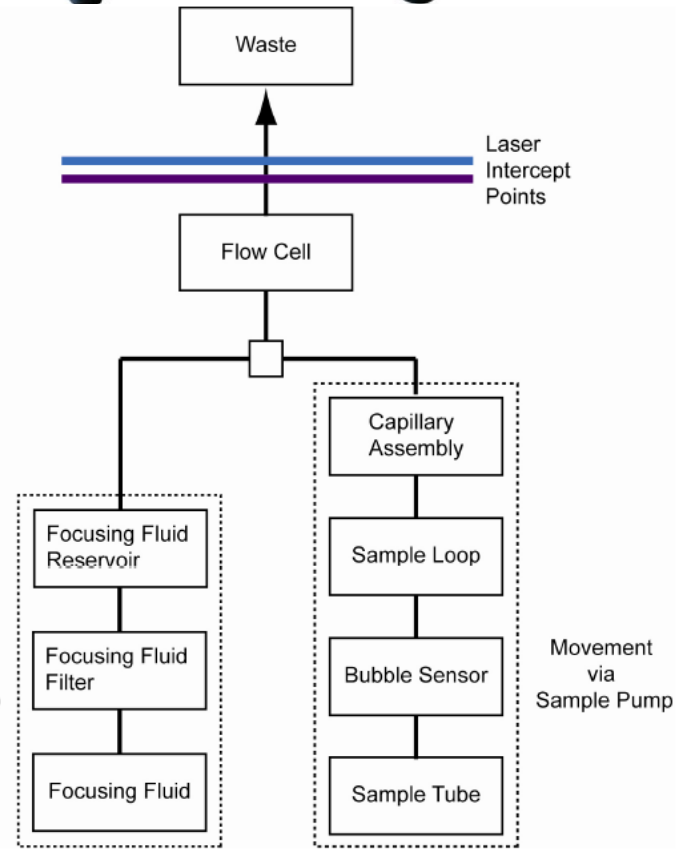 Waste
Laser
Intercept
Points
Flow Cell
Capillary
Assembly
Focusing Fluid
Reservoir
Sample Loop
Focusing Fluid
Filter
Bubble Sensor
Movement
via
Sample Pump
Focusing Fluid
Sample Tube